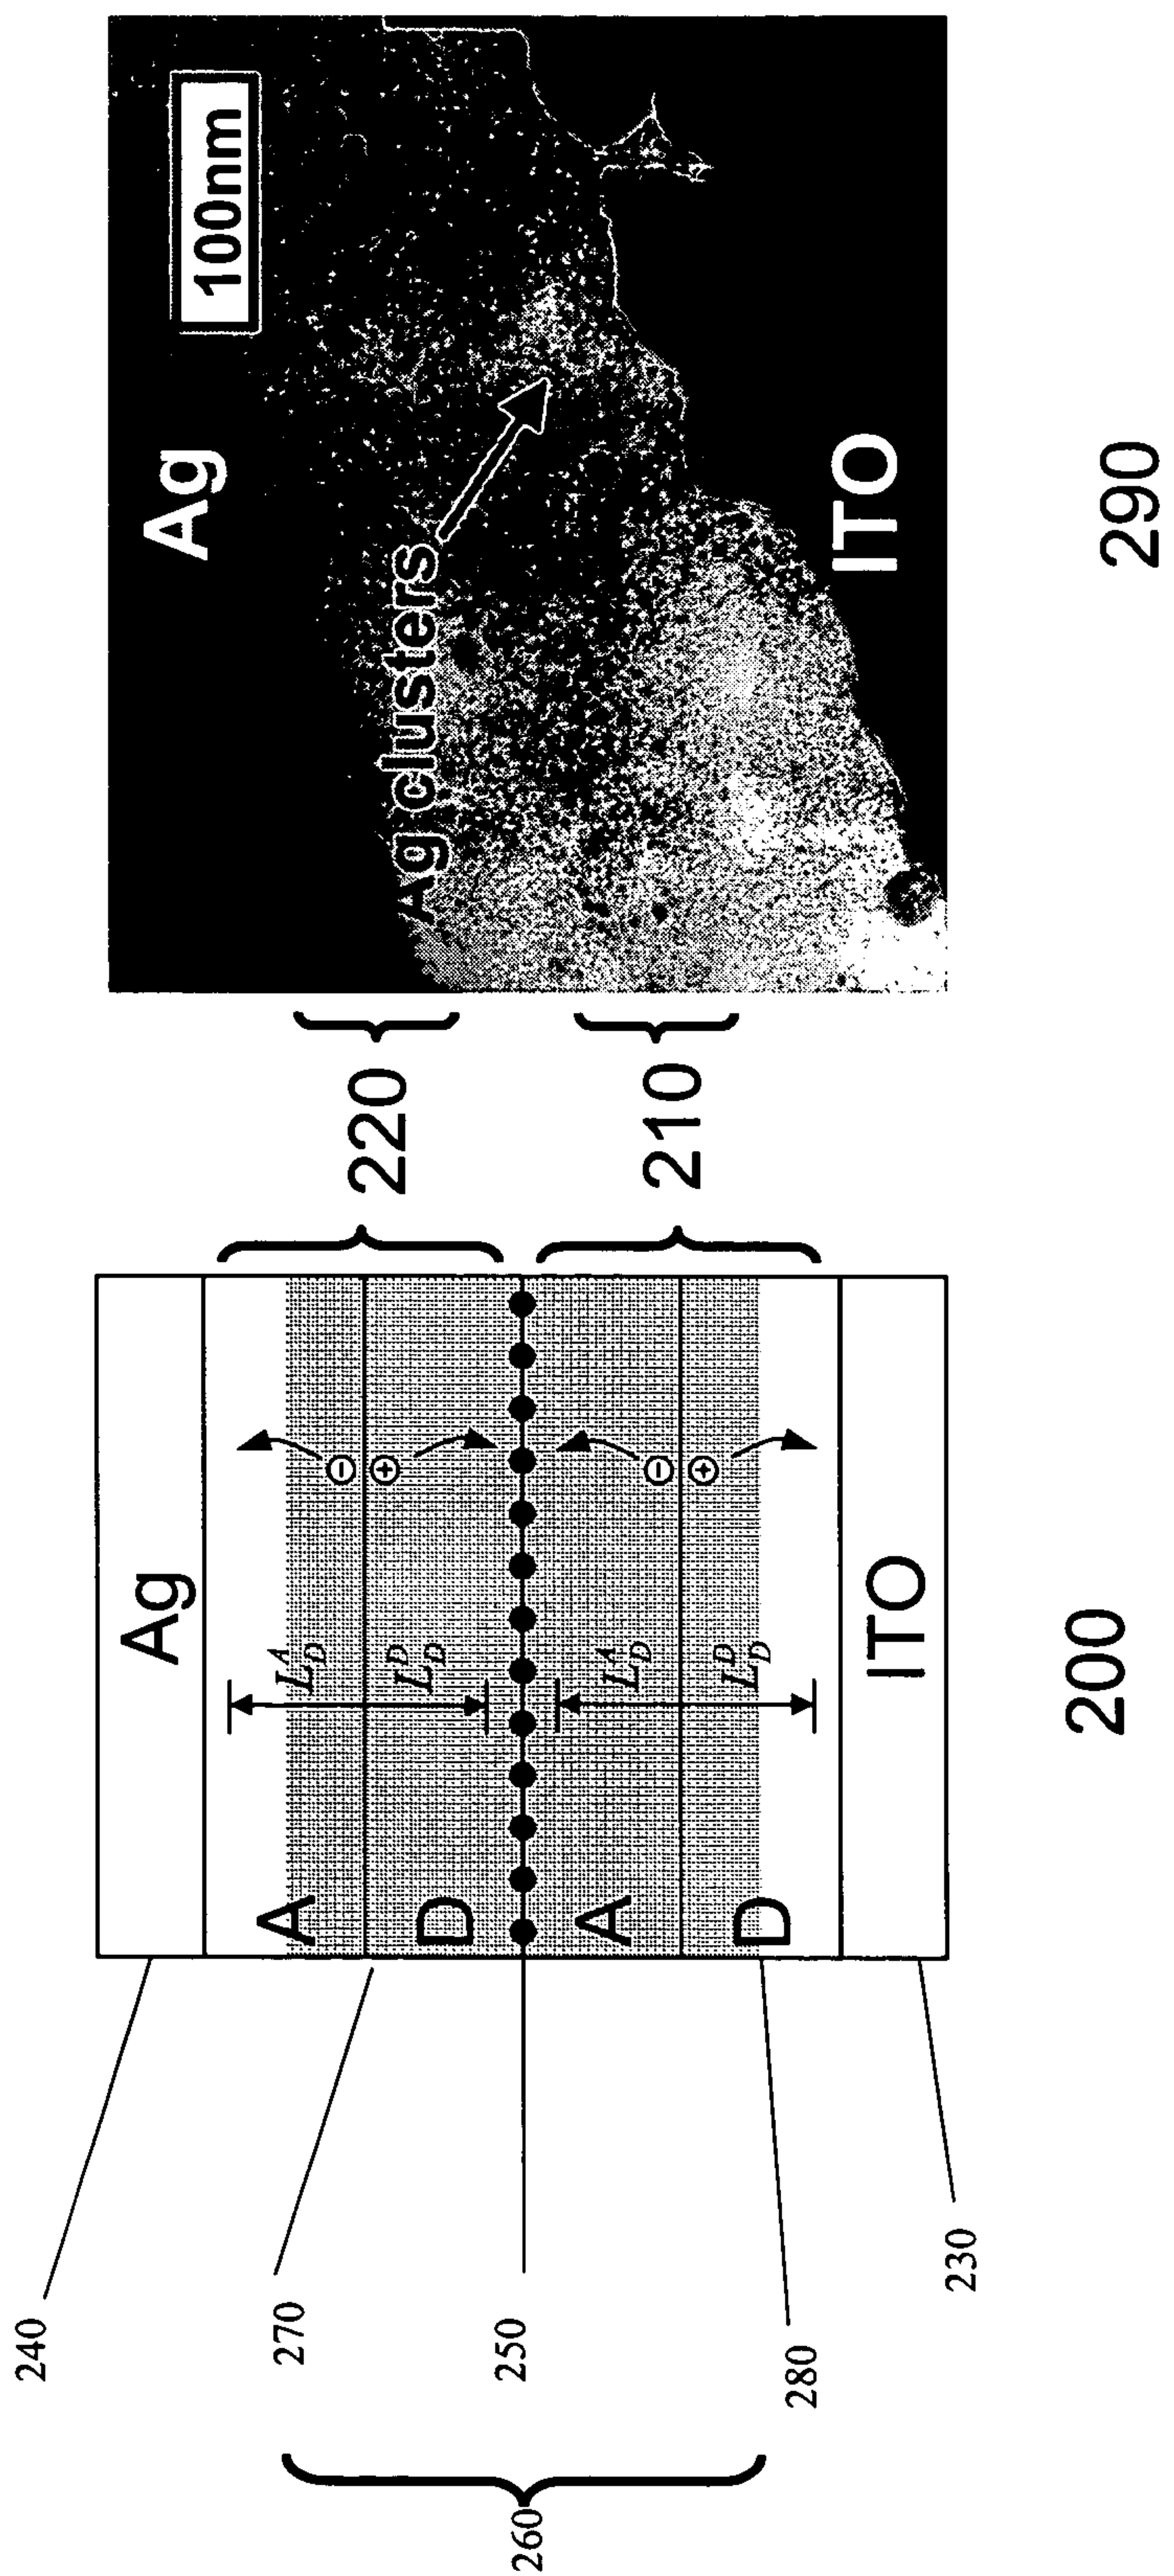 240
270
250
280
230
260
Ag
A
D
A
D
ITO
L_D^A
L_D^D
L_D^A
L_D^D
⊖
⊕
⊖
⊕
200
220
210
Ag
100nm
Ag clusters
ITO
290